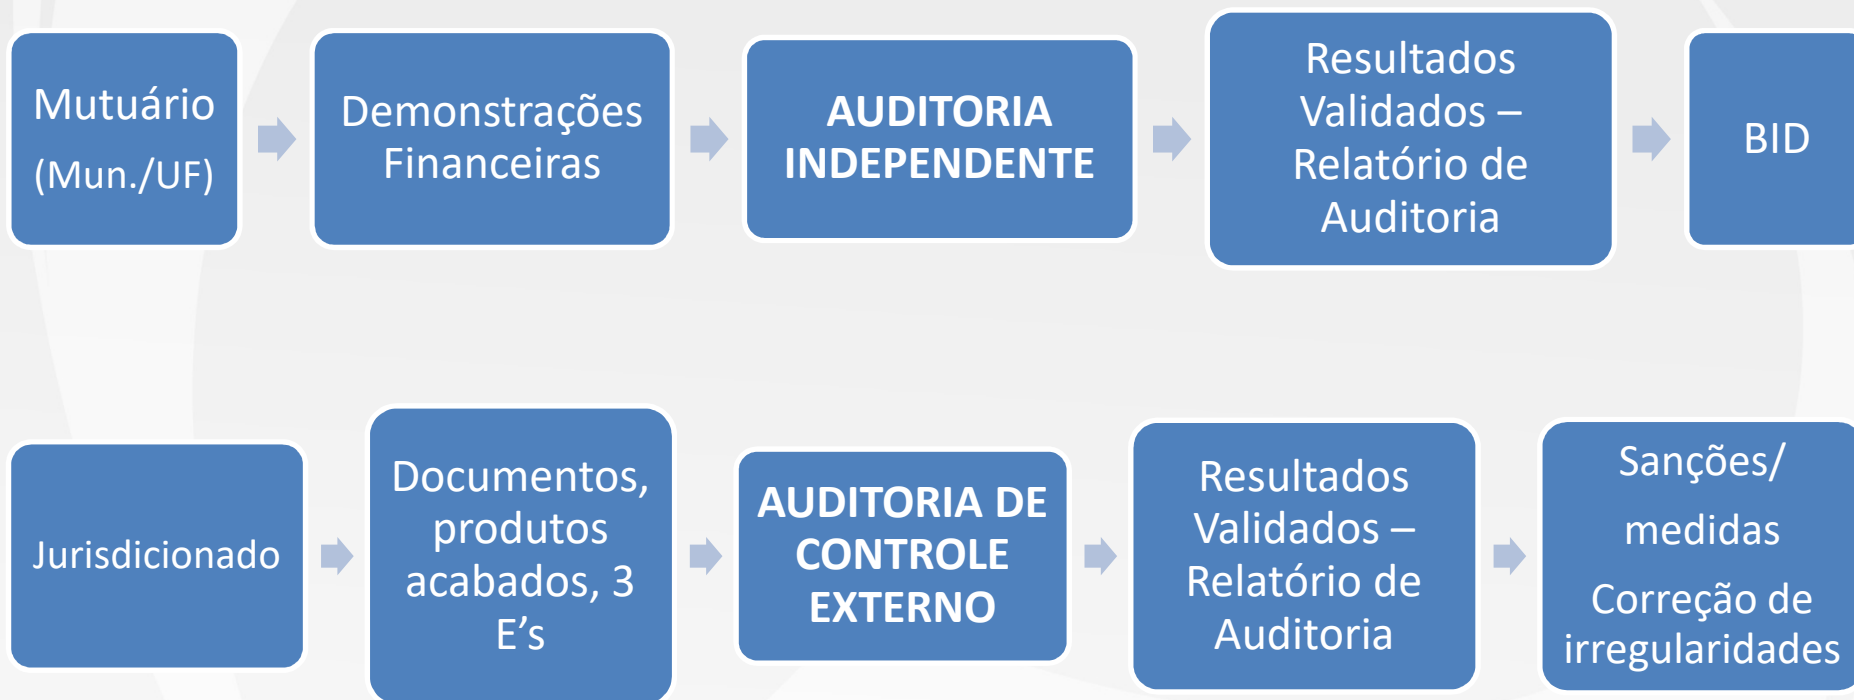 Mutuário
(Mun./UF)
Demonstrações
Financeiras
AUDITORIA
INDEPENDENTE
Resultados
Validados –
Relatório de
Auditoria
BID
Jurisdicionado
Documentos,
produtos
acabados, 3
E’s
AUDITORIA DE
CONTROLE
EXTERNO
Resultados
Validados –
Relatório de
Auditoria
Sanções/
medidas
Correção de
irregularidades